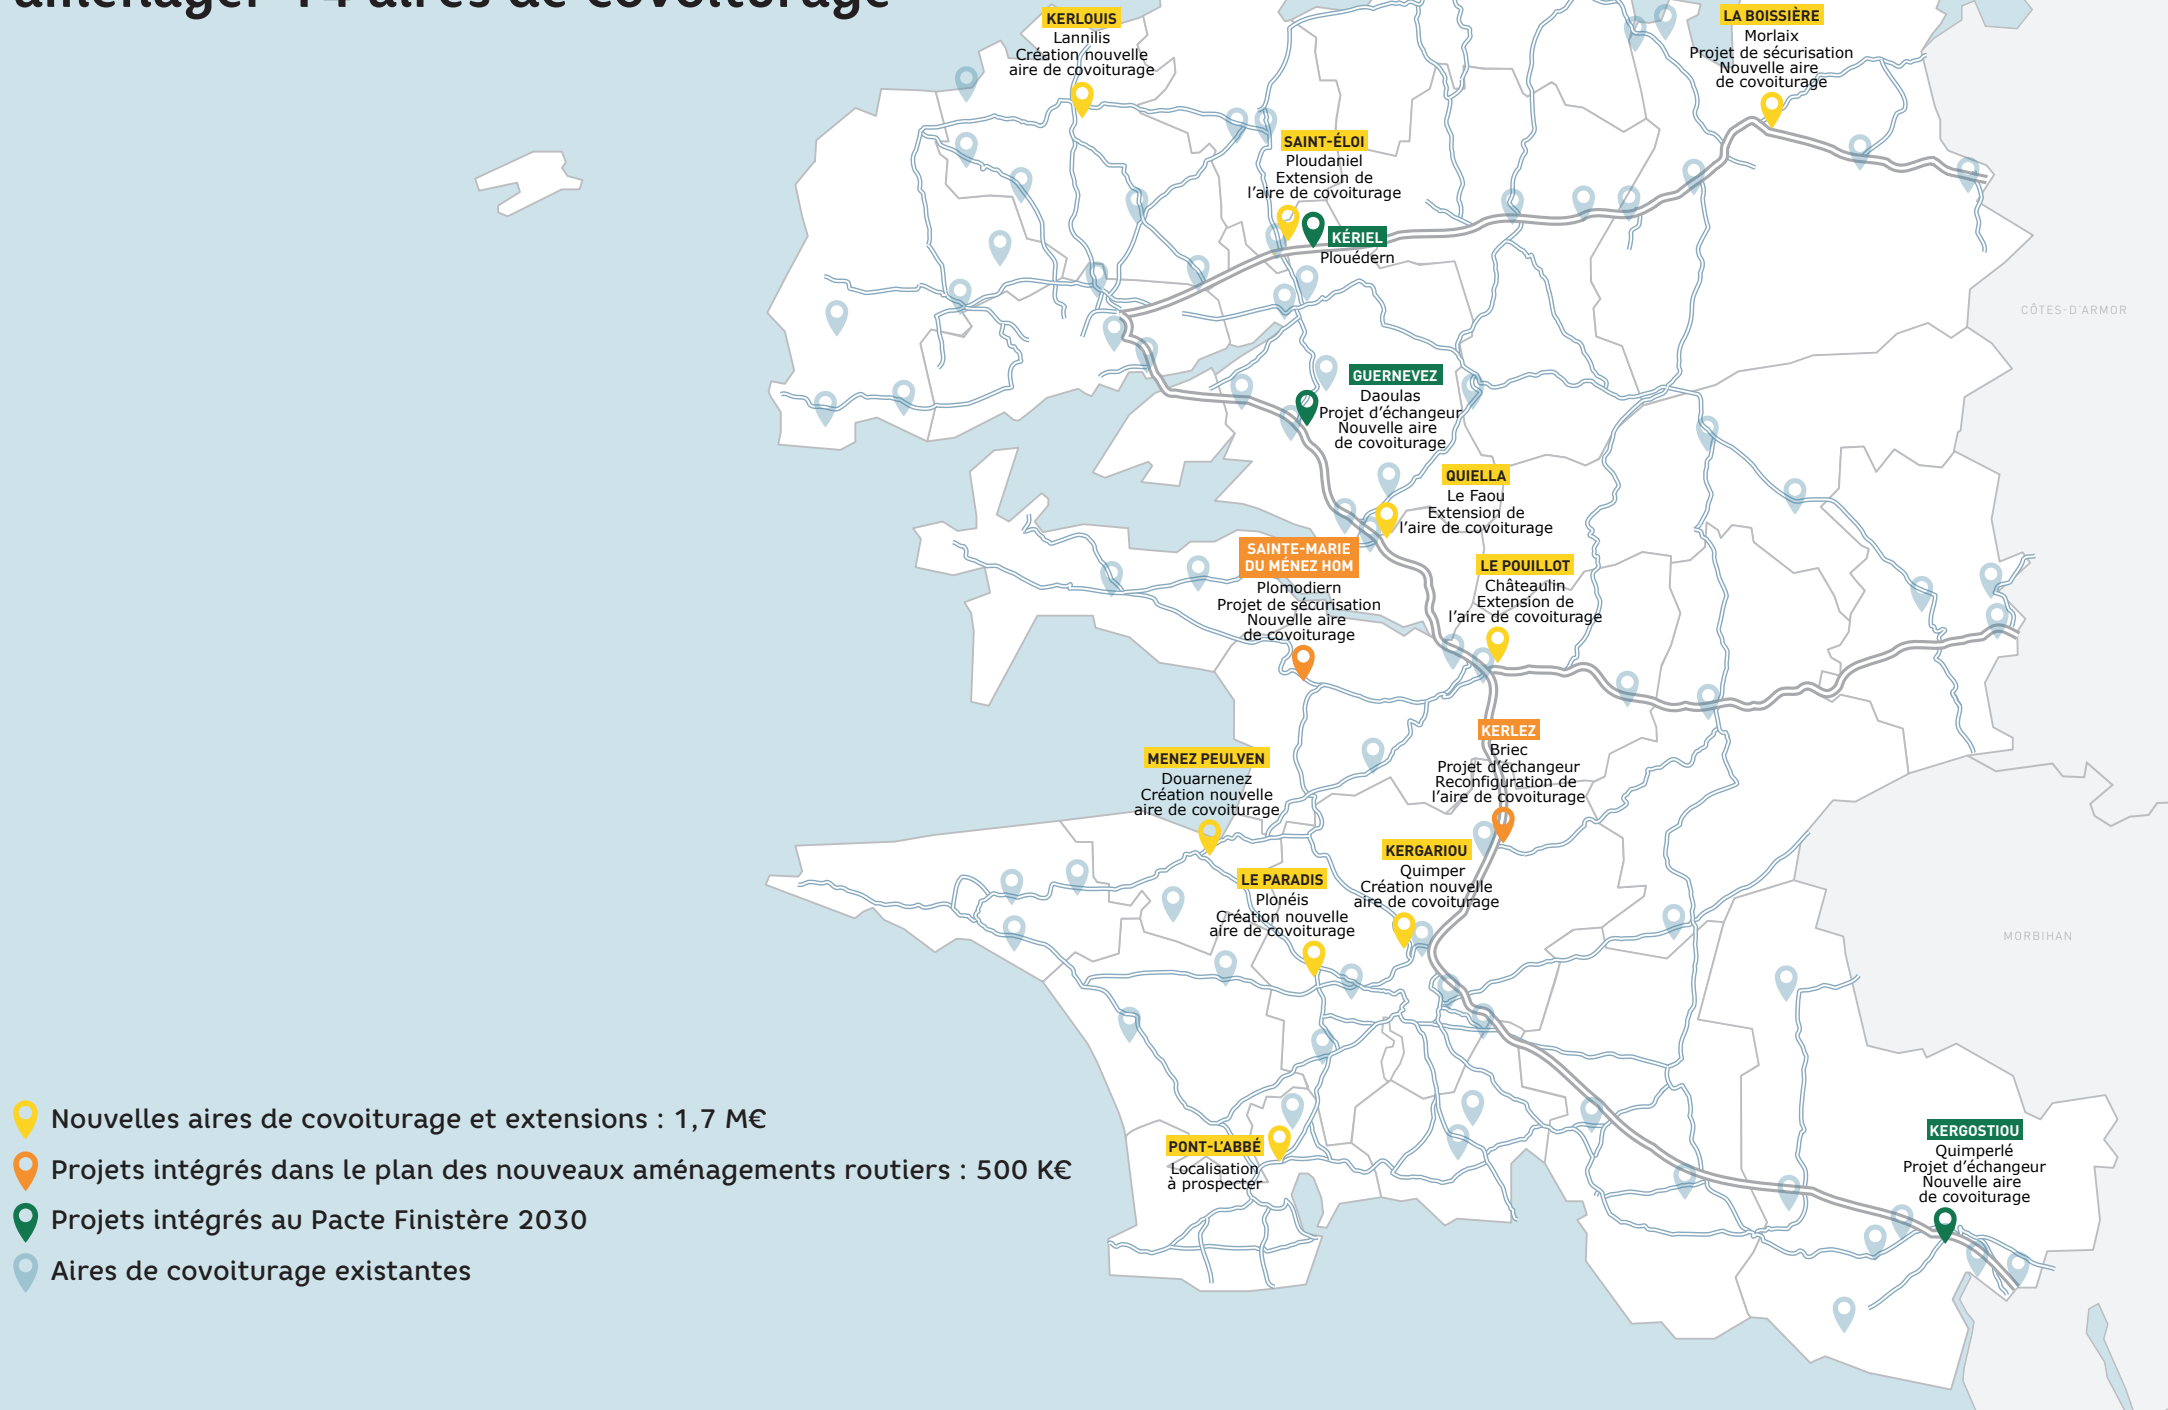 aménager 14 aires de covoiturage
KERLOUIS
Lannilis
Création nouvelle
aire de covoiturage
LA BOISSIÈRE
Morlaix
Projet de sécurisation
Nouvelle aire
de covoiturage
SAINT-ÉLOI
Ploudaniel
Extension de
l'aire de covoiturage
KÉRIEL
Plouédern
CÔTES-D'ARMOR
GUERNEVEZ
Daoulas
Projet d'échangeur
Nouvelle aire
de covoiturage
QUIELLA
Le Faou
Extension de
l'aire de covoiturage
SAINTE-MARIE
DU MÉNEZ HOM
Plomodiern
Projet de sécurisation
Nouvelle aire
de covoiturage
LE POUILLOT
Châteaulin
Extension de
l'aire de covoiturage
KERLEZ
Briec
Projet d'échangeur
Reconfiguration de
l'aire de covoiturage
MENEZ PEULVEN
Douarnenez
Création nouvelle
aire de covoiturage
KERGARIOU
Quimper
Création nouvelle
aire de covoiturage
LE PARADIS
Plonéis
Création nouvelle
aire de covoiturage
MORBIHAN
PONT-L'ABBÉ
Localisation
à prospecter
KERGOSTIOU
Quimperlé
Projet d'échangeur
Nouvelle aire
de covoiturage
Nouvelles aires de covoiturage et extensions : 1,7 M€
Projets intégrés dans le plan des nouveaux aménagements routiers : 500 K€
Projets intégrés au Pacte Finistère 2030
Aires de covoiturage existantes